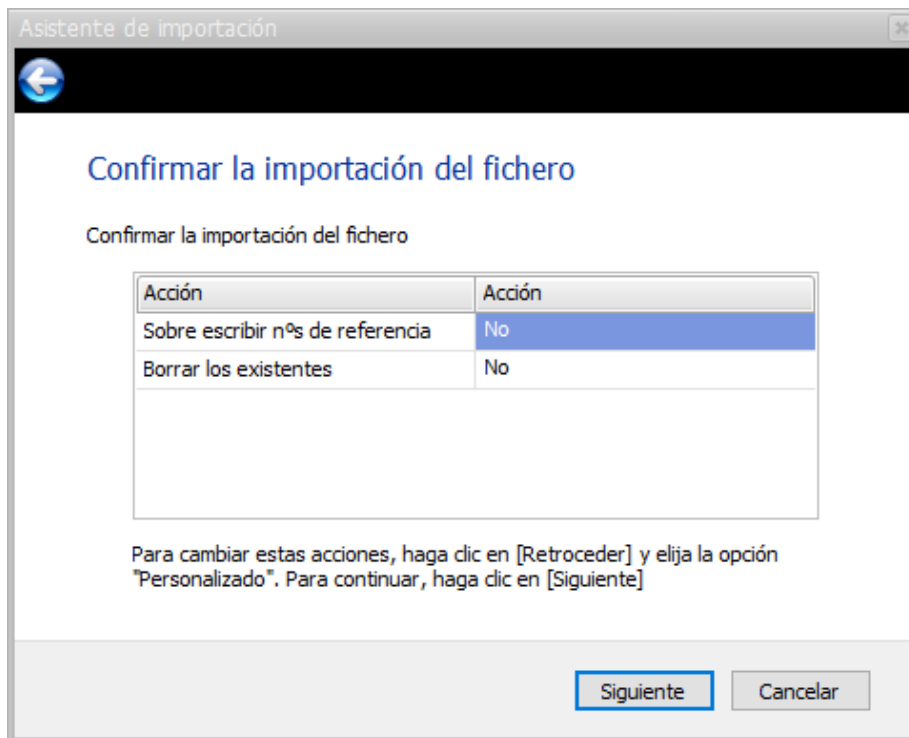 Asistente de importación
Confirmar la importación del fichero
Confirmar la importación del fichero
Acción Acción
Sobre escribir nºs de referencia No
Borrar los existentes No
Para cambiar estas acciones, haga clic en [Retroceder] y elija la opción
"Personalizado". Para continuar, haga clic en [Siguiente]
Siguiente Cancelar